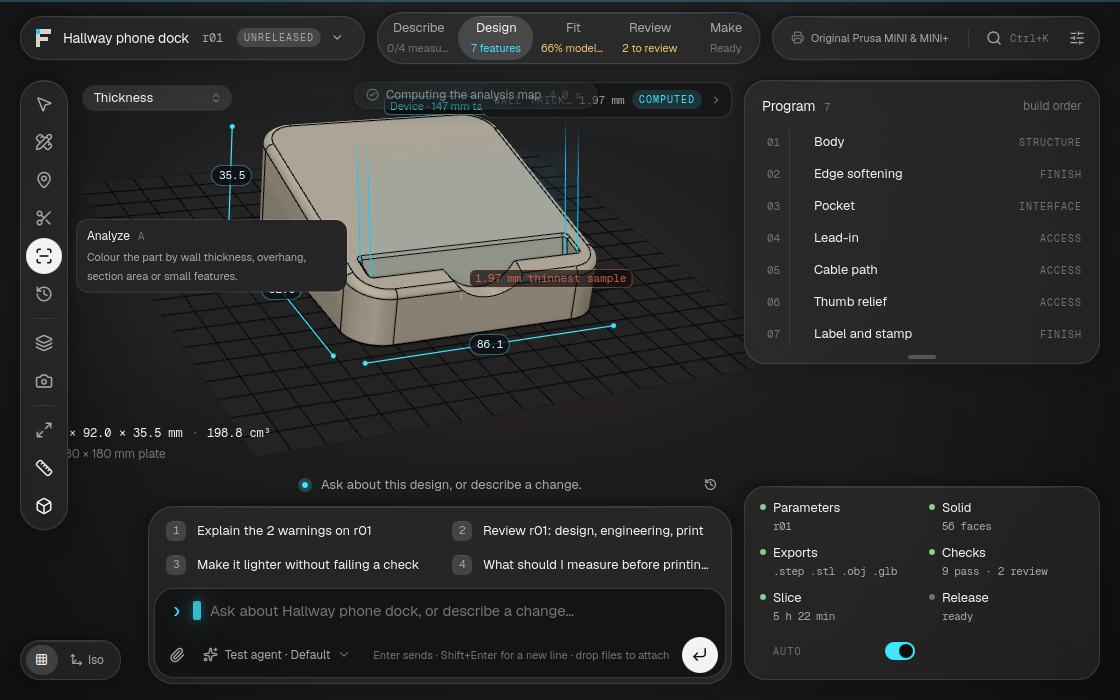 Hallway phone dock r01 UNRELEASED
Describe
0/4 measu…
Design
7 features
Fit
66% model…
Review
2 to review
Make
Ready
Original Prusa MINI & MINI+
Ctrl+K
Thickness
Computing the analysis map 4.0 s
Device · 147 mm ta
WALL THICK… 1.97 mm COMPUTED
35.5
Analyze A
Colour the part by wall thickness, overhang,
section area or small features.
1.97 mm thinnest sample
86.1
× 92.0 × 35.5 mm · 198.8 cm³
80 × 180 mm plate
Program 7 build order
01 Body STRUCTURE
02 Edge softening FINISH
03 Pocket INTERFACE
04 Lead-in ACCESS
05 Cable path ACCESS
06 Thumb relief ACCESS
07 Label and stamp FINISH
Ask about this design, or describe a change.
1 Explain the 2 warnings on r01
2 Review r01: design, engineering, print
3 Make it lighter without failing a check
4 What should I measure before printin…
Ask about Hallway phone dock, or describe a change…
Test agent · Default
Enter sends · Shift+Enter for a new line · drop files to attach
Parameters
r01
Solid
56 faces
Exports
.step .stl .obj .glb
Checks
9 pass · 2 review
Slice
5 h 22 min
Release
ready
AUTO
Iso